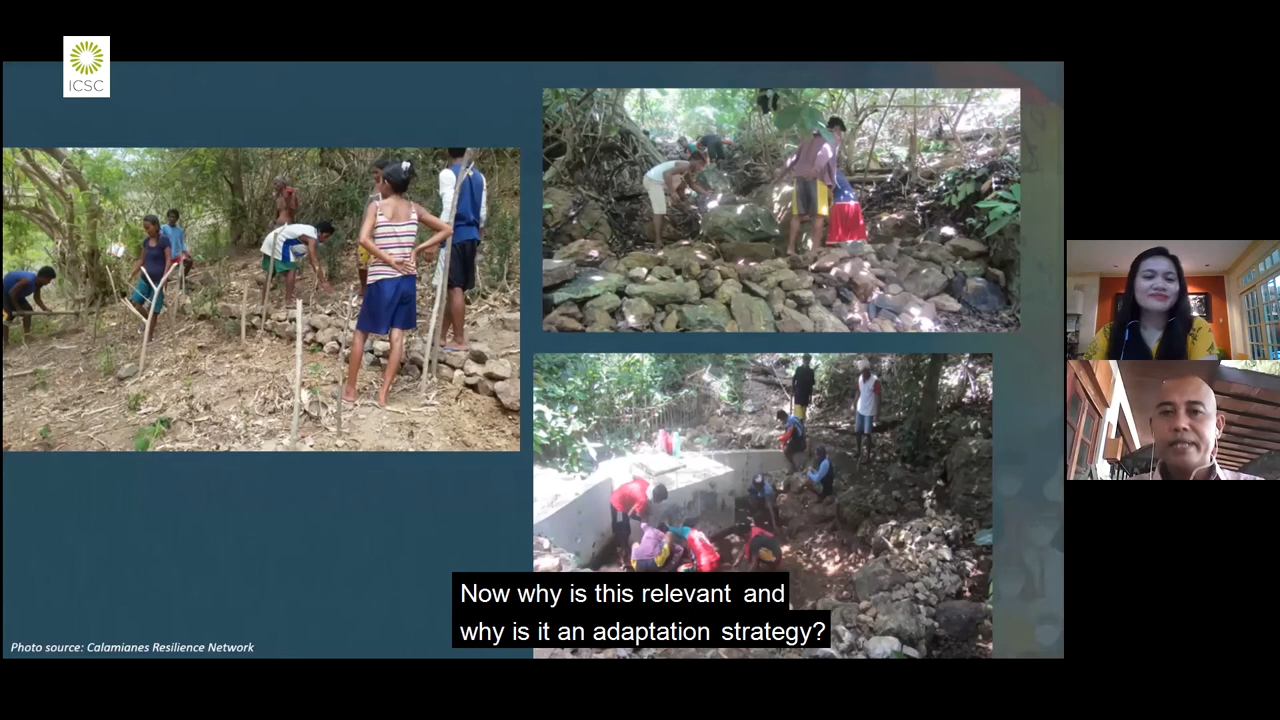 ICSC
Now why is this relevant and
why is it an adaptation strategy?
Photo source: Calamianes Resilience Network